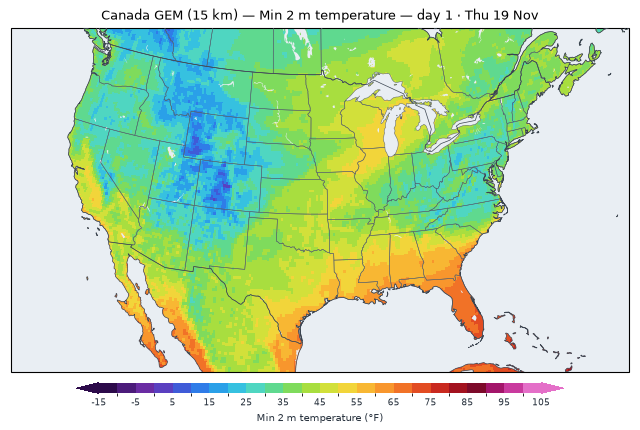 Canada GEM (15 km) — Min 2 m temperature — day 1 · Thu 19 Nov
-15 -5 5 15 25 35 45 55 65 75 85 95 105
Min 2 m temperature (°F)